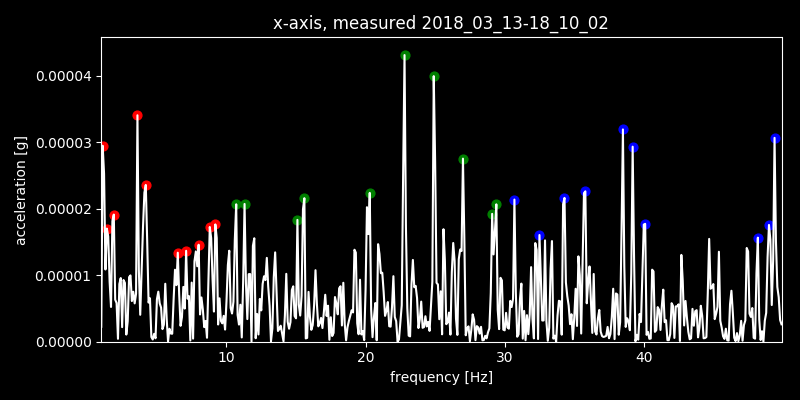 x-axis, measured 2018_03_13-18_10_02
0.00004
0.00003
0.00002
0.00001
0.00000
acceleration [g]
10 20 30 40
frequency [Hz]